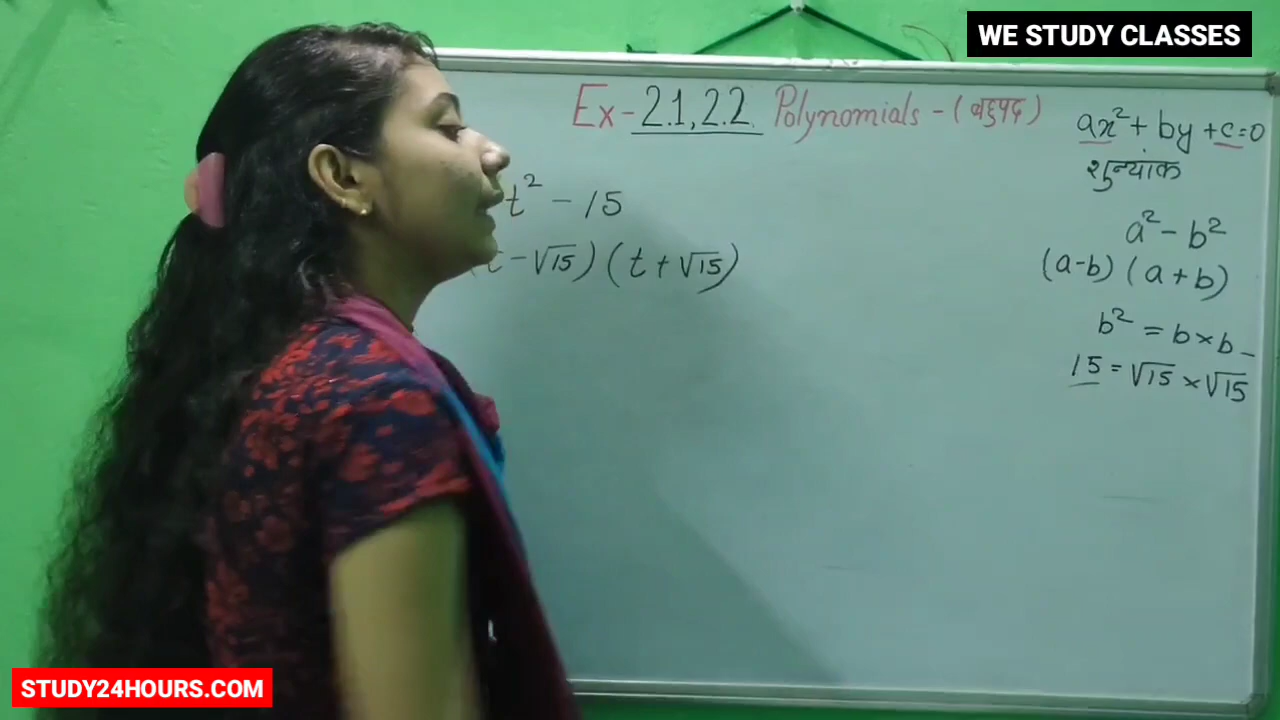 WE STUDY CLASSES
Ex-2.1,2.2. Polynomials - (बहुपद)
ax² + by + c=0
शून्यांक
t² - 15
a² - b²
(t - √15) (t + √15)
(a-b) (a + b)
b² = b×b
15 = √15 × √15
STUDY24HOURS.COM